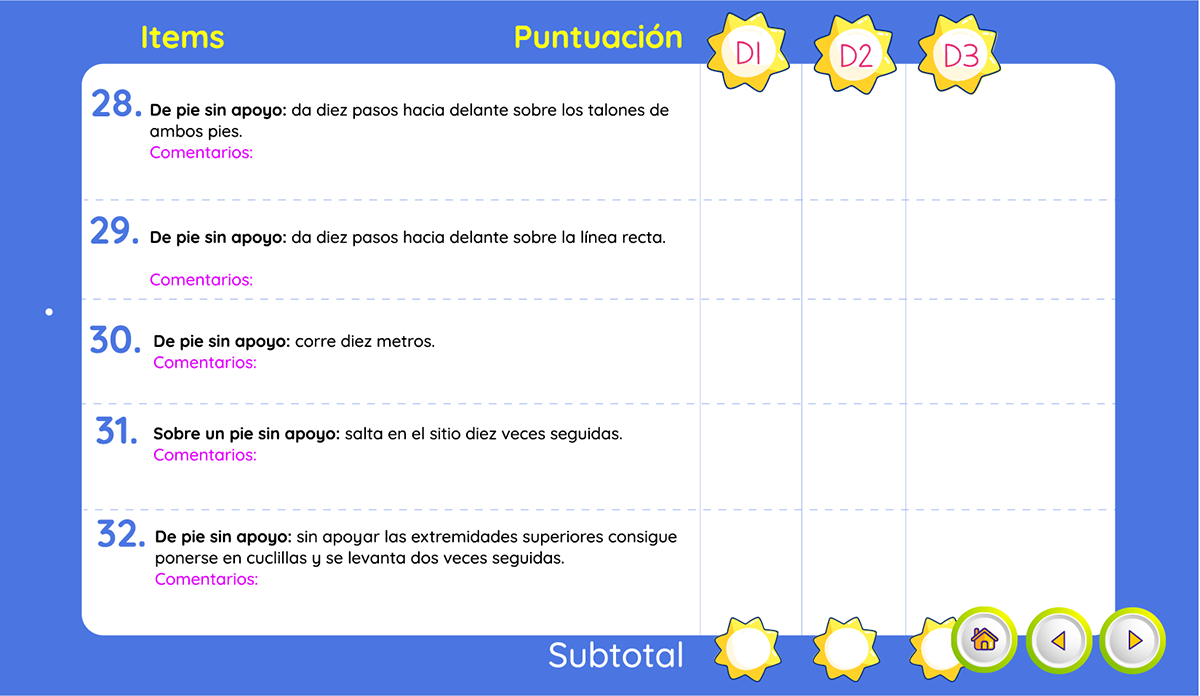 Items Puntuación D1 D2 D3
28. De pie sin apoyo: da diez pasos hacia delante sobre los talones de
ambos pies.
Comentarios:
29. De pie sin apoyo: da diez pasos hacia delante sobre la línea recta.
Comentarios:
30. De pie sin apoyo: corre diez metros.
Comentarios:
31. Sobre un pie sin apoyo: salta en el sitio diez veces seguidas.
Comentarios:
32. De pie sin apoyo: sin apoyar las extremidades superiores consigue
ponerse en cuclillas y se levanta dos veces seguidas.
Comentarios:
Subtotal